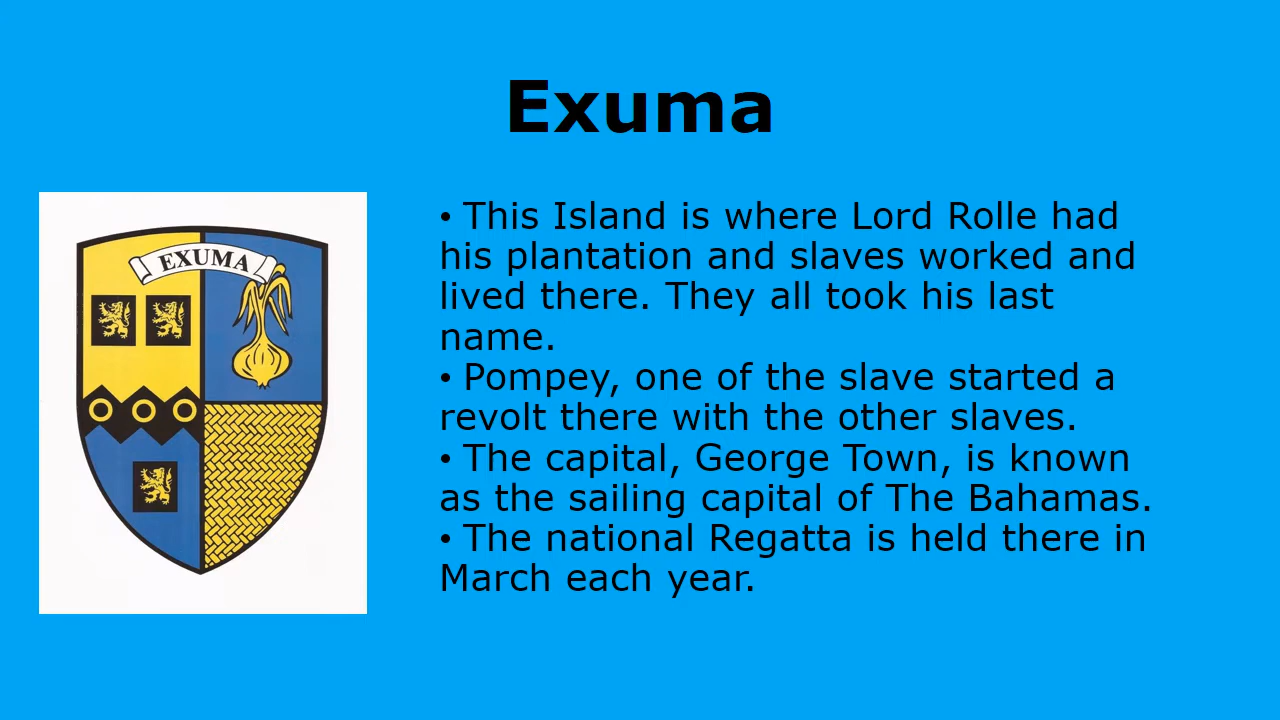 Exuma
EXUMA
• This Island is where Lord Rolle had
his plantation and slaves worked and
lived there. They all took his last
name.
• Pompey, one of the slave started a
revolt there with the other slaves.
• The capital, George Town, is known
as the sailing capital of The Bahamas.
• The national Regatta is held there in
March each year.